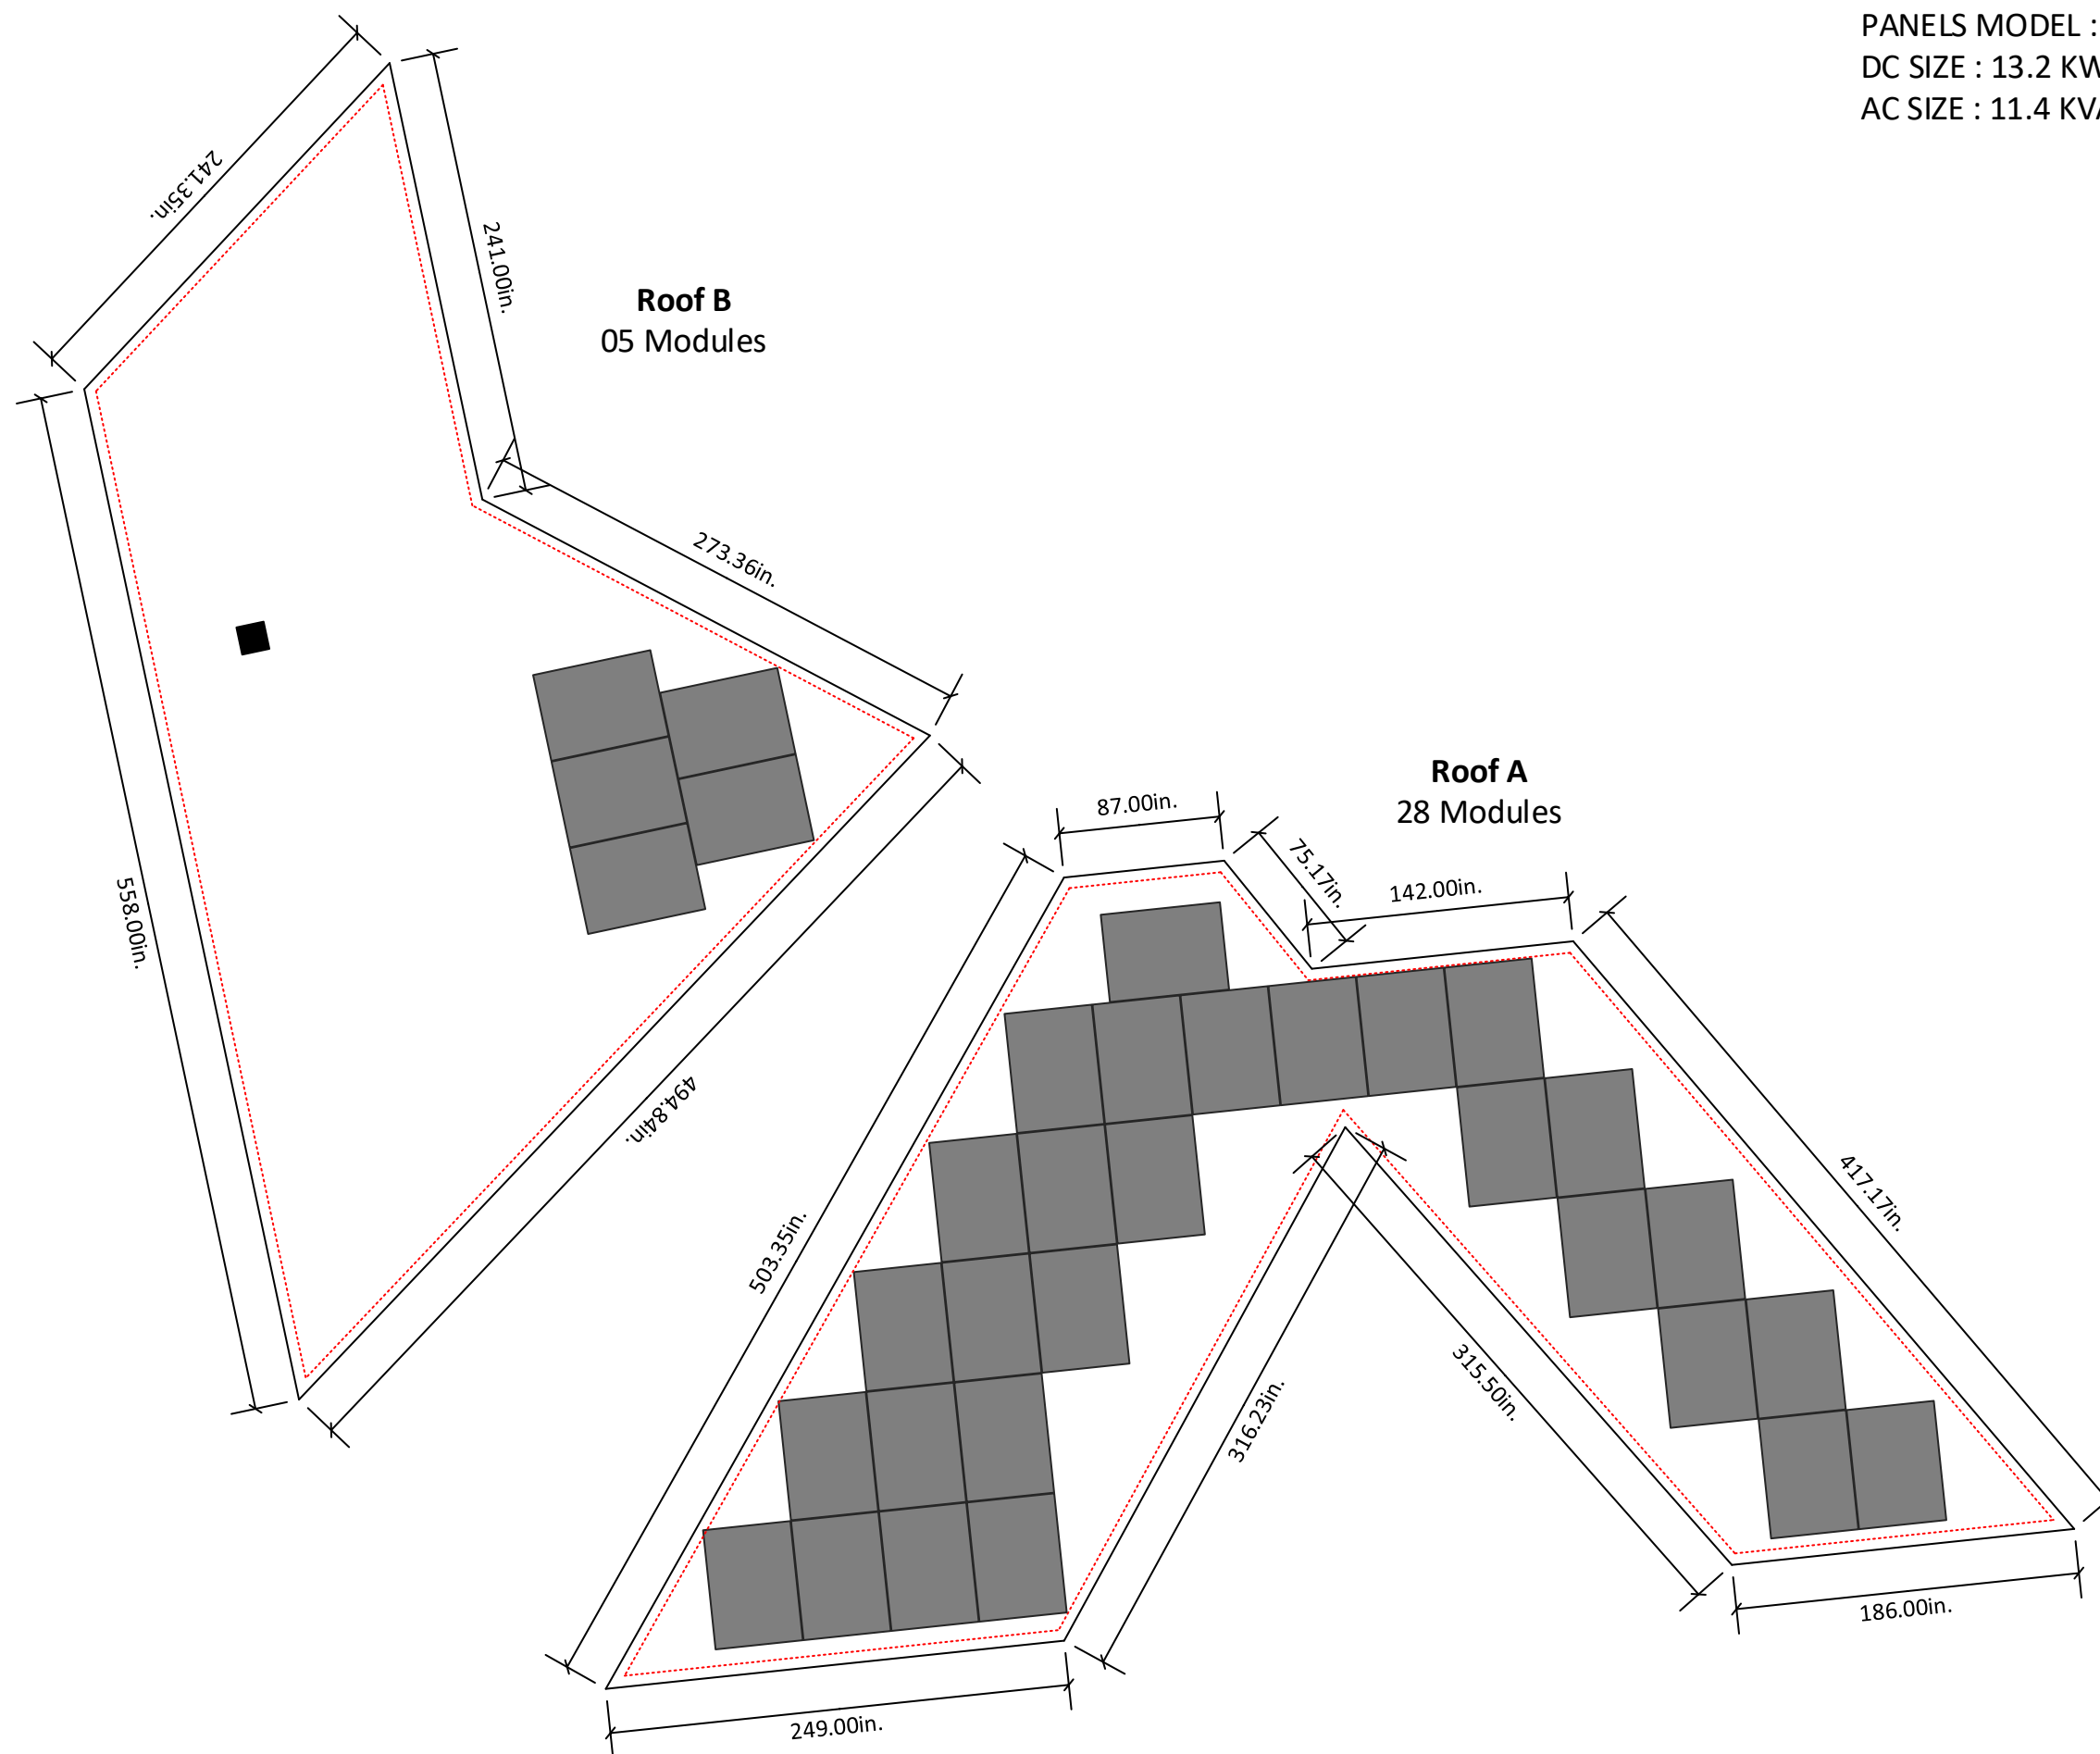 PANELS MODEL :
DC SIZE : 13.2 KW
AC SIZE : 11.4 KVA
241.35in.
241.00in.
Roof B
05 Modules
273.36in.
558.00in.
494.84in.
Roof A
28 Modules
87.00in.
75.17in.
142.00in.
503.35in.
417.17in.
316.23in.
315.50in.
186.00in.
249.00in.